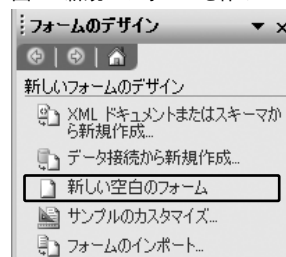 フォームのデザイン
新しいフォームのデザイン
XML ドキュメントまたはスキーマか
ら新規作成...
データ接続から新規作成...
新しい空白のフォーム
サンプルのカスタマイズ...
フォームのインポート...